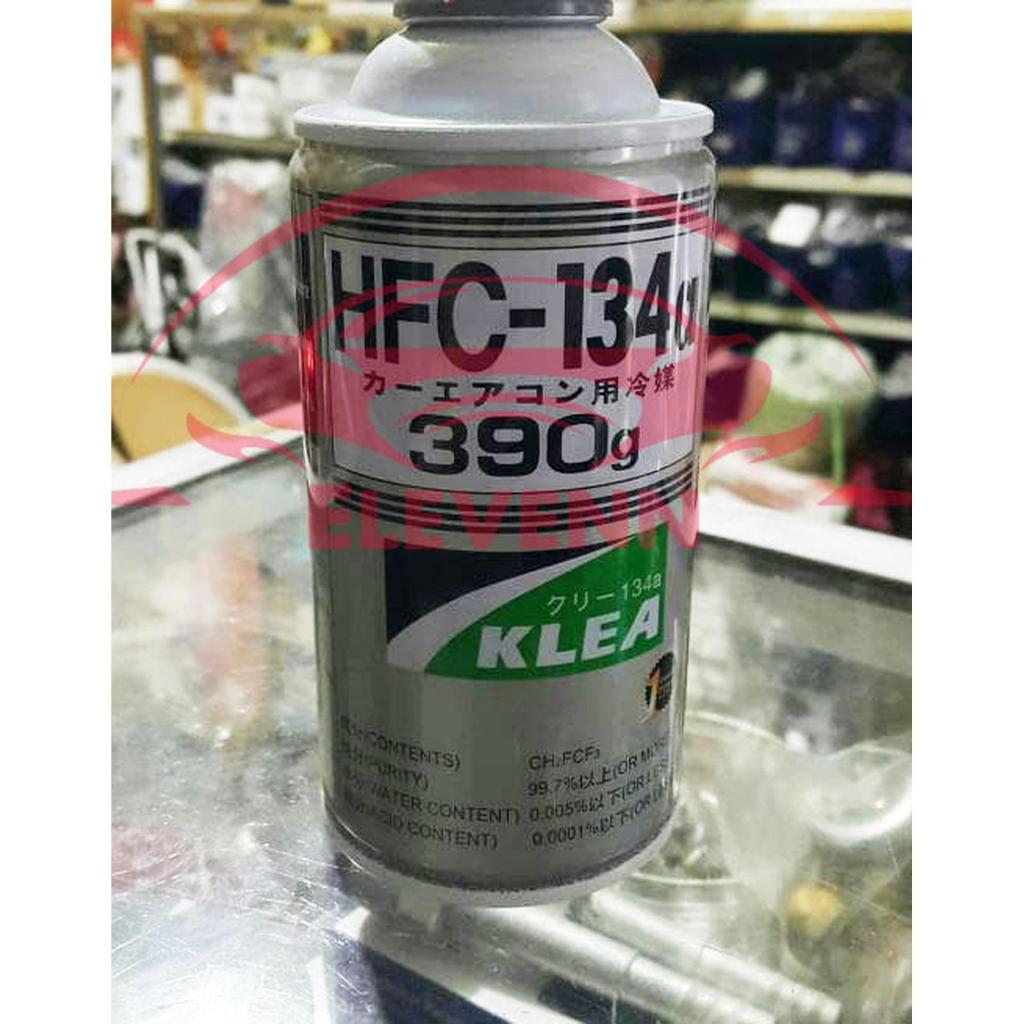 HFC-134a
カーエアコン用冷媒
390g
ELEVENN
クリー134a
KLEA
(CONTENTS) CH₂FCF₃
(PURITY) 99.7%以上(OR MOR
WATER CONTENT) 0.005%以下(OR
CONTENT) 0.0001%以下(OR